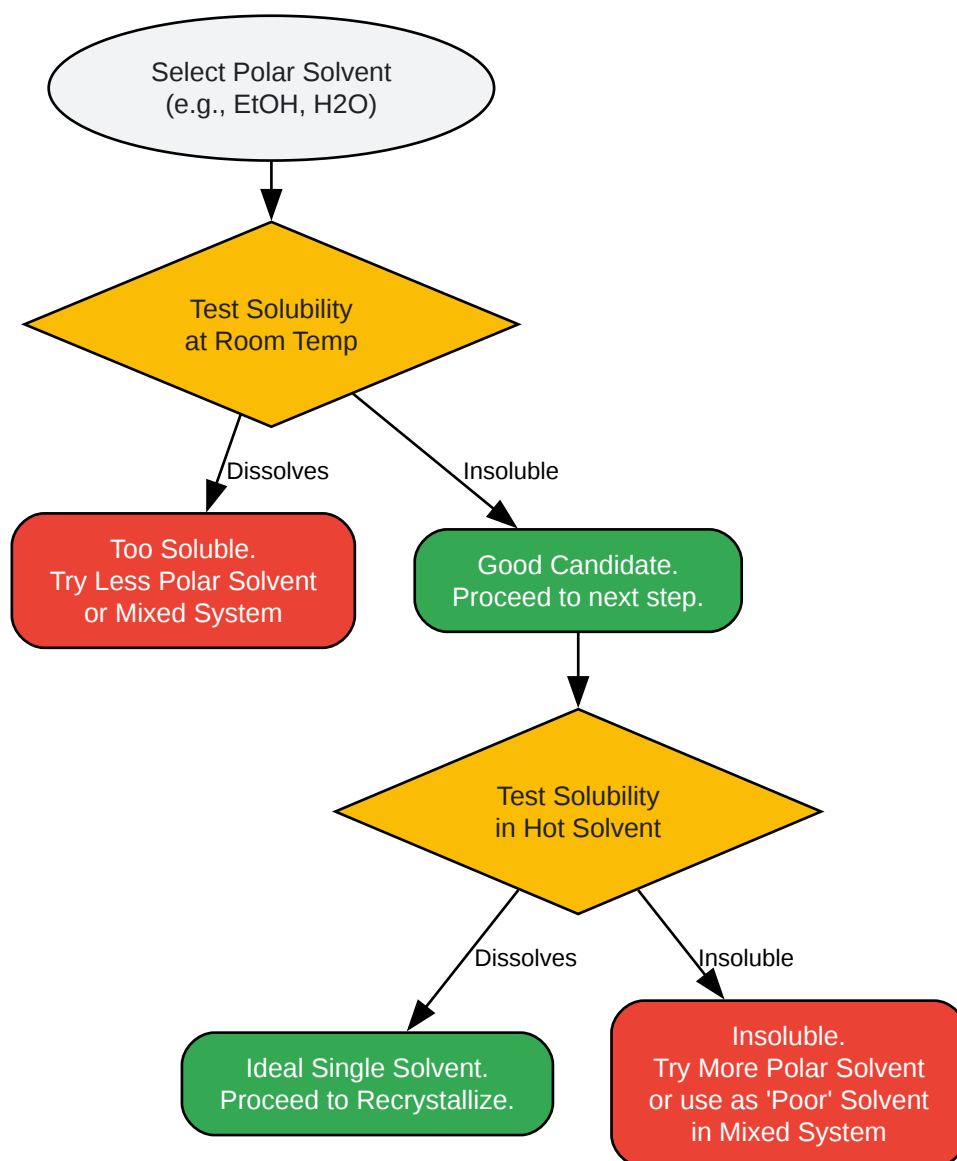 Select Polar Solvent
(e.g., EtOH, H2O)
Test Solubility
at Room Temp
Dissolves
Insoluble
Too Soluble.
Try Less Polar Solvent
or Mixed System
Good Candidate.
Proceed to next step.
Test Solubility
in Hot Solvent
Dissolves
Insoluble
Ideal Single Solvent.
Proceed to Recrystallize.
Insoluble.
Try More Polar Solvent
or use as 'Poor' Solvent
in Mixed System